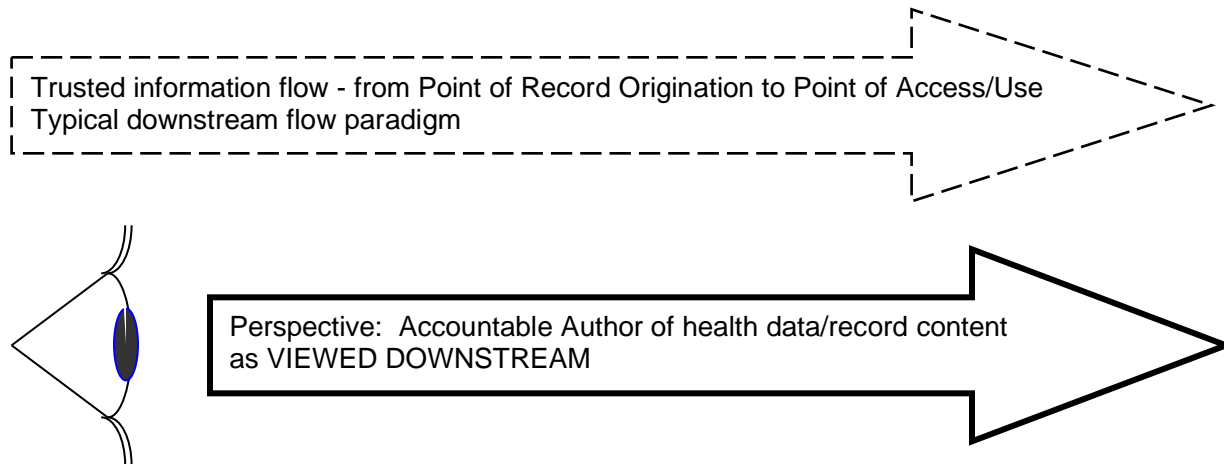 Trusted information flow - from Point of Record Origination to Point of Access/Use
Typical downstream flow paradigm
Perspective:  Accountable Author of health data/record content
as VIEWED DOWNSTREAM